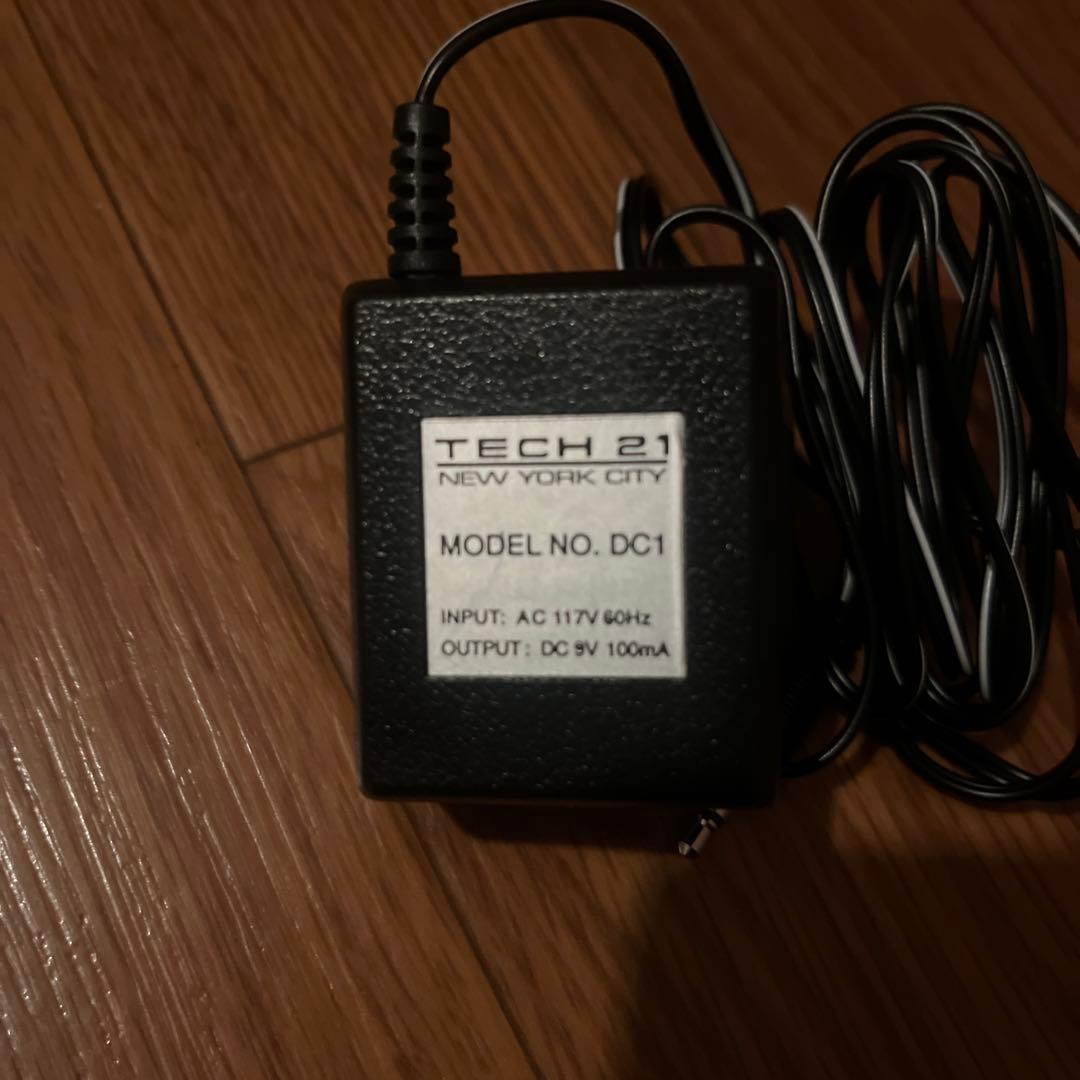 TECH 21
NEW YORK CITY
MODEL NO. DC1
INPUT: AC 117V 60Hz
OUTPUT: DC 9V 100mA